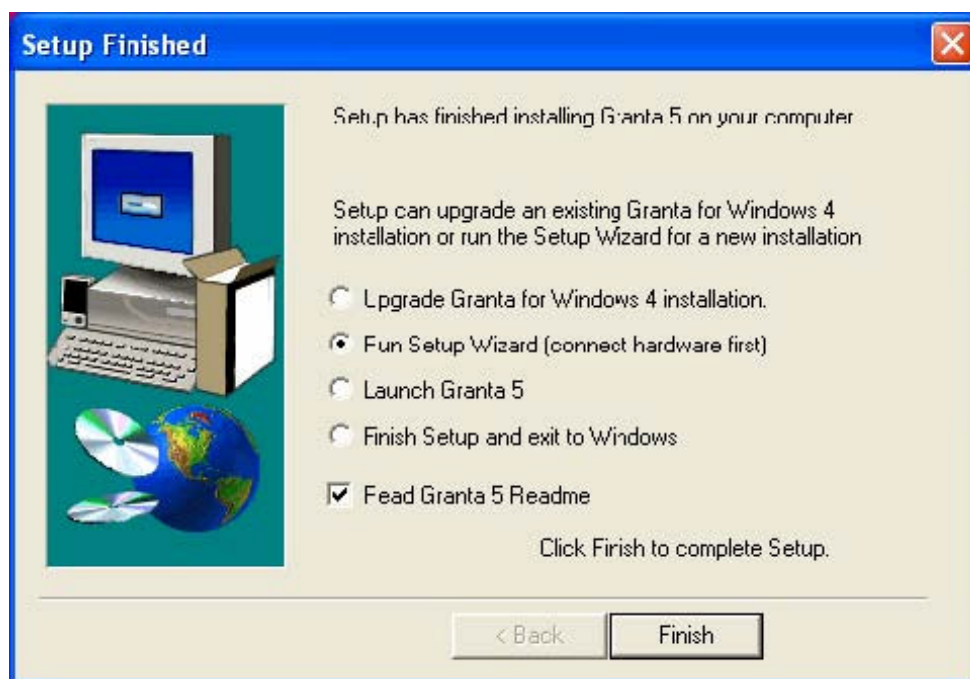 Setup Finished
Setup has finished installing Granta 5 on your computer
Setup can upgrade an existing Granta for Windows 4
installation or run the Setup Wizard for a new installation
Upgrade Granta for Windows 4 installation.
Run Setup Wizard (connect hardware first)
Launch Granta 5
Finish Setup and exit to Windows
Read Granta 5 Readme
Click Finish to complete Setup.
< Back
Finish